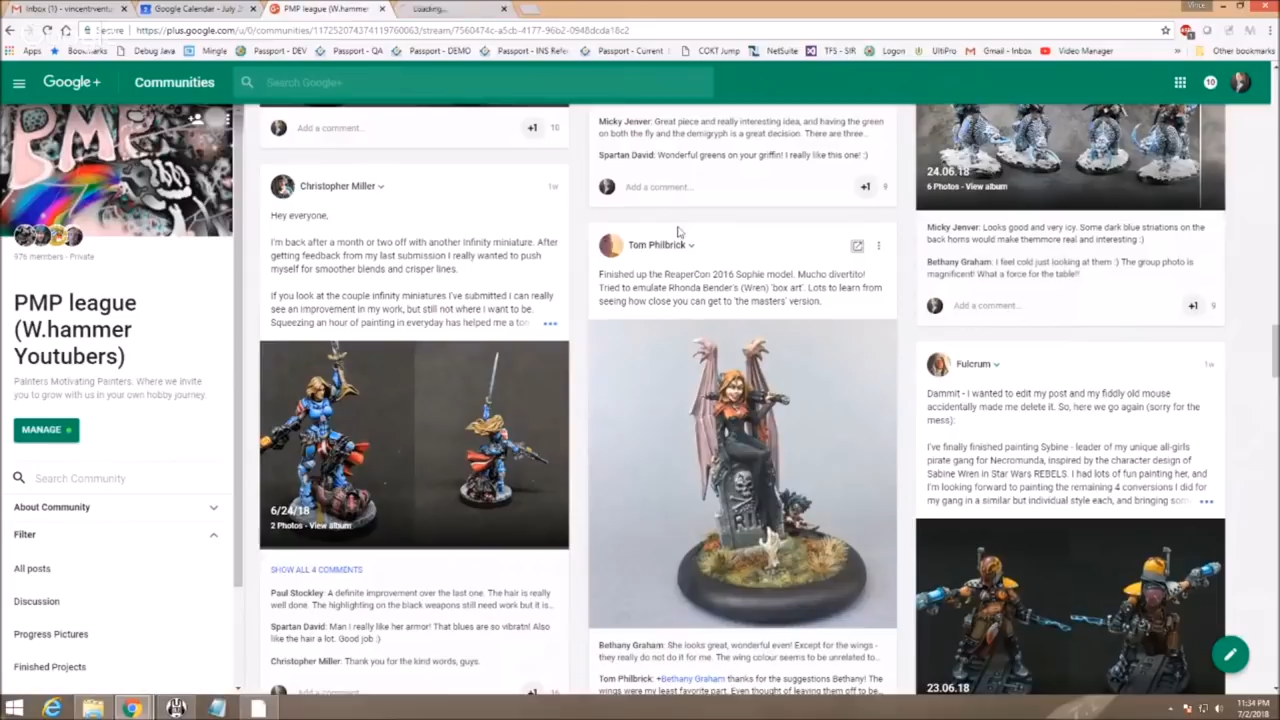 Inbox (1) - vincentrventu
Google Calendar - July 2
PMP league (W.hammer
Loading...
Vince
Secure
https://plus.google.com/u/0/communities/117252074374119760063/stream/7560474c-a5cb-4177-96b2-0948dcda18c2
Apps
Bookmarks
Debug Java
Mingle
Passport - DEV
Passport - QA
Passport - DEMO
Passport - INS Refe
Passport - Current
COKT Jump
NetSuite
TFS - SIR
Logon
UltiPro
Gmail - Inbox
Video Manager
»
Other bookmarks
Google+
Communities
Search Google+
10
PMP
976 members - Private
PMP league
(W.hammer
Youtubers)
Painters Motivating Painters. Where we invite
you to grow with us in your own hobby journey.
MANAGE
Search Community
About Community
Filter
All posts
Discussion
Progress Pictures
Finished Projects
Add a comment...
+1
10
Christopher Miller
1w
Hey everyone,
I'm back after a month or two off with another Infinity miniature. After
getting feedback from my last submission I really wanted to push
myself for smoother blends and crisper lines.
If you look at the couple infinity miniatures I've submitted I can really
see an improvement in my work, but still not where I want to be.
Squeezing an hour of painting in everyday has helped me a ton
6/24/18
2 Photos - View album
SHOW ALL 4 COMMENTS
Paul Stockley: A definite improvement over the last one. The hair is really
well done. The highlighting on the black weapons still need work but it is...
Spartan David: Man I really like her armor! That blues are so vibratn! Also
like the hair a lot. Good job :)
Christopher Miller: Thank you for the kind words, guys.
Add a comment...
+1
16
Micky Jenver: Great piece and really interesting idea, and having the green
on both the fly and the demigryph is a great decision. There are three...
Spartan David: Wonderful greens on your griffin! I really like this one! :)
Add a comment...
+1
9
Tom Philbrick
Finished up the ReaperCon 2016 Sophie model. Mucho divertito!
Tried to emulate Rhonda Bender's (Wren) 'box art'. Lots to learn from
seeing how close you can get to 'the masters' version.
RIP
Bethany Graham: She looks great, wonderful even! Except for the wings -
they really do not do it for me. The wing colour seems to be unrelated to...
Tom Philbrick: +Bethany Graham thanks for the suggestions Bethany! The
wings were my least favorite part. Even thought of leaving them off to be...
24.06.18
6 Photos - View album
Micky Jenver: Looks good and very icy. Some dark blue striations on the
back horns would make themmore real and interesting :)
Bethany Graham: I feel cold just looking at them :) The group photo is
magnificent! What a force for the table!!
Add a comment...
+1
9
Fulcrum
1w
Dammit - I wanted to edit my post and my fiddly old mouse
accidentally made me delete it. So, here we go again (sorry for the
mess):
I've finally finished painting Sybine - leader of my unique all-girls
pirate gang for Necromunda, inspired by the character design of
Sabine Wren in Star Wars REBELS. I had lots of fun painting her, and
I'm looking forward to painting the remaining 4 conversions I did for
my gang in a similar but individual style each, and bringing som
23.06.18
11:34 PM
7/2/2018